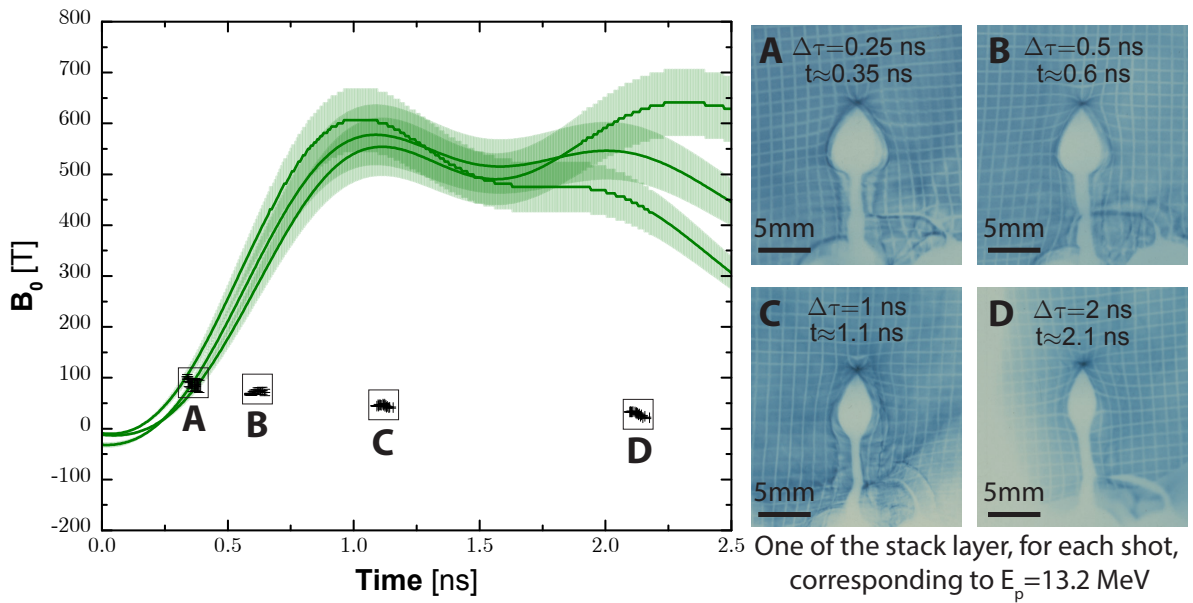 800
700
600
500
400
300
200
100
0
-100
-200
B₀ [T]
0.0 0.5 1.0 1.5 2.0 2.5
Time [ns]
A
B
C
D
A Δτ=0.25 ns
t≈0.35 ns
5mm
B Δτ=0.5 ns
t≈0.6 ns
5mm
C Δτ=1 ns
t≈1.1 ns
5mm
D Δτ=2 ns
t≈2.1 ns
5mm
One of the stack layer, for each shot,
corresponding to Eₚ=13.2 MeV